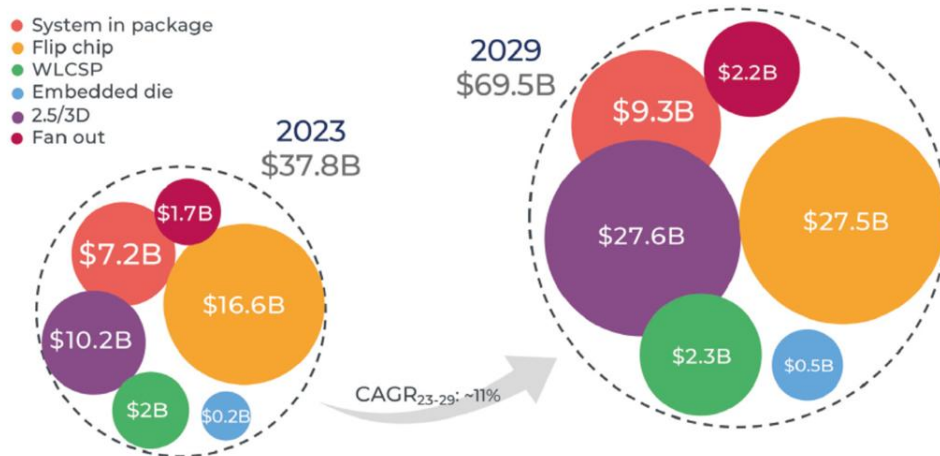 System in package
Flip chip
WLCSP
Embedded die
2.5/3D
Fan out
2023
$37.8B
$1.7B
$7.2B
$16.6B
$10.2B
$2B
$0.2B
CAGR23-29: ~11%
2029
$69.5B
$2.2B
$9.3B
$27.6B
$27.5B
$2.3B
$0.5B